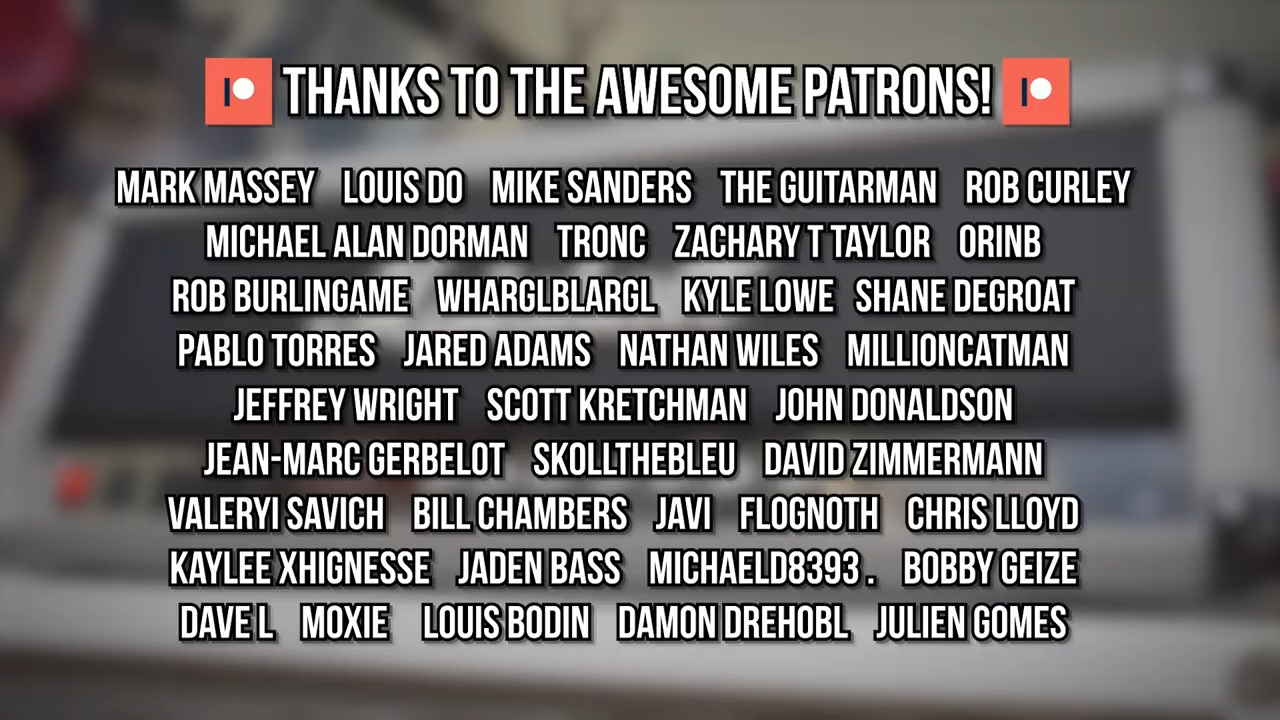 THANKS TO THE AWESOME PATRONS!
MARK MASSEY LOUIS DO MIKE SANDERS THE GUITARMAN ROB CURLEY
MICHAEL ALAN DORMAN TRONC ZACHARY T TAYLOR ORINB
ROB BURLINGAME WHARGLBLARGL KYLE LOWE SHANE DEGROAT
PABLO TORRES JARED ADAMS NATHAN WILES MILLIONCATMAN
JEFFREY WRIGHT SCOTT KRETCHMAN JOHN DONALDSON
JEAN-MARC GERBELOT SKOLLTHEBLEU DAVID ZIMMERMANN
VALERYI SAVICH BILL CHAMBERS JAVI FLOGNOTH CHRIS LLOYD
KAYLEE XHIGNESSE JADEN BASS MICHAELD8393 . BOBBY GEIZE
DAVE L MOXIE LOUIS BODIN DAMON DREHOBL JULIEN GOMES